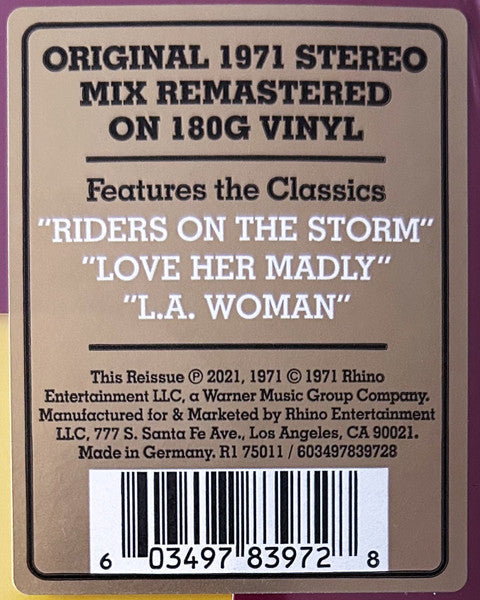 ORIGINAL 1971 STEREO
MIX REMASTERED
ON 180G VINYL
Features the Classics
"RIDERS ON THE STORM"
"LOVE HER MADLY"
"L.A. WOMAN"
This Reissue ℗ 2021, 1971 © 1971 Rhino
Entertainment LLC, a Warner Music Group Company.
Manufactured for & Marketed by Rhino Entertainment
LLC, 777 S. Santa Fe Ave., Los Angeles, CA 90021.
Made in Germany. R1 75011 / 603497839728
6 03497 83972 8